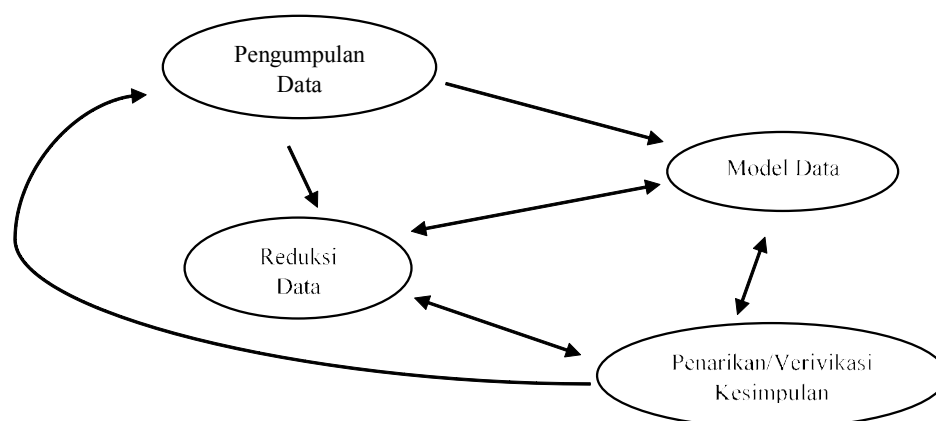 Pengumpulan
Data
Model Data
Reduksi
Data
Penarikan/Verivikasi
Kesimpulan